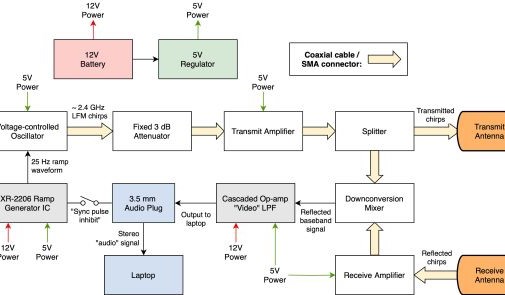 12V
Power
5V
Power
12V
Battery
5V
Regulator
Coaxial cable /
SMA connector:
5V
Power
5V
Power
~ 2.4 GHz
LFM chirps
Transmitted
chirps
oltage-controlled
Oscillator
Fixed 3 dB
Attenuator
Transmit Amplifier
Splitter
Transmit
Antenna
25 Hz ramp
waveform
XR-2206 Ramp
Generator IC
"Sync pulse
inhibit"
3.5 mm
Audio Plug
Output to
laptop
Cascaded Op-amp
"Video" LPF
Reflected
baseband
signal
Downconversion
Mixer
12V
Power
5V
Power
Stereo
"audio" signal
12V
Power
5V
Power
Reflected
chirps
Laptop
Receive Amplifier
Receive
Antenna